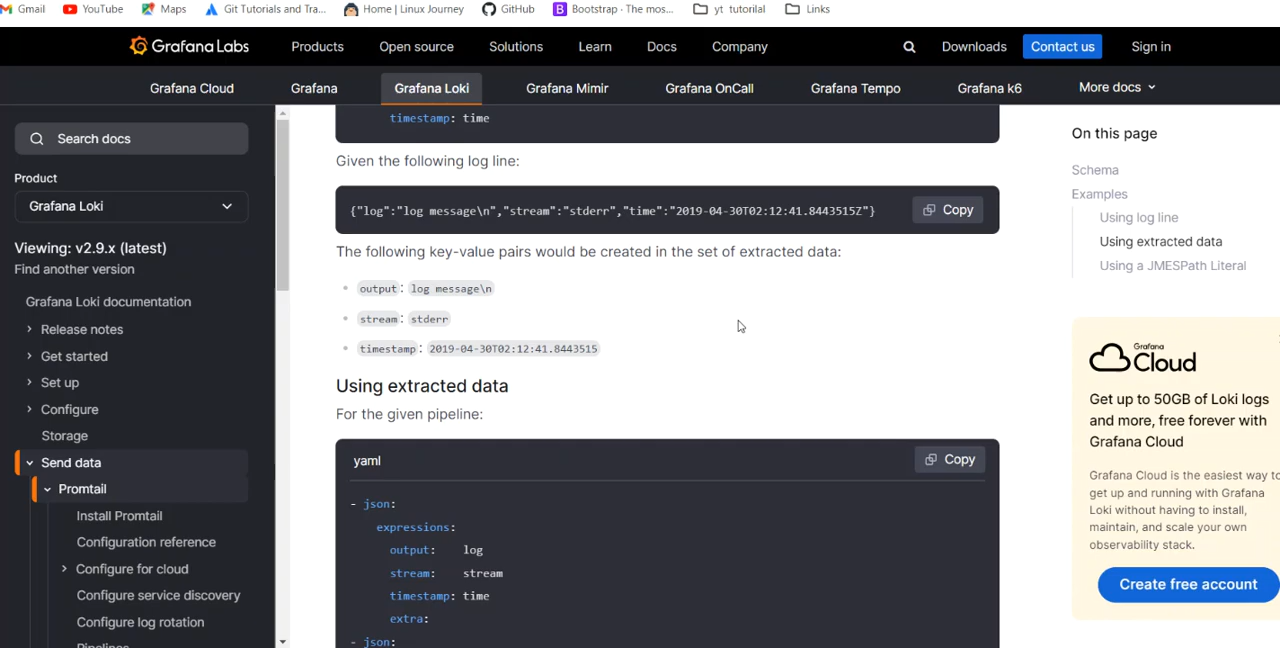 Gmail YouTube Maps Git Tutorials and Tra... Home | Linux Journey GitHub Bootstrap · The mos... yt tutorilal Links
Grafana Labs Products Open source Solutions Learn Docs Company Downloads Contact us Sign in
Grafana Cloud Grafana Grafana Loki Grafana Mimir Grafana OnCall Grafana Tempo Grafana k6 More docs
Search docs
Product
Grafana Loki
Viewing: v2.9.x (latest)
Find another version
Grafana Loki documentation
Release notes
Get started
Set up
Configure
Storage
Send data
Promtail
Install Promtail
Configuration reference
Configure for cloud
Configure service discovery
Configure log rotation
Pipelines
timestamp: time
Given the following log line:
{"log":"log message\n","stream":"stderr","time":"2019-04-30T02:12:41.8443515Z"} Copy
The following key-value pairs would be created in the set of extracted data:
output: log message\n
stream: stderr
timestamp: 2019-04-30T02:12:41.8443515
Using extracted data
For the given pipeline:
yaml Copy
- json:
expressions:
output: log
stream: stream
timestamp: time
extra:
- json:
On this page
Schema
Examples
Using log line
Using extracted data
Using a JMESPath Literal
Grafana
Cloud
Get up to 50GB of Loki logs
and more, free forever with
Grafana Cloud
Grafana Cloud is the easiest way to
get up and running with Grafana
Loki without having to install,
maintain, and scale your own
observability stack.
Create free account